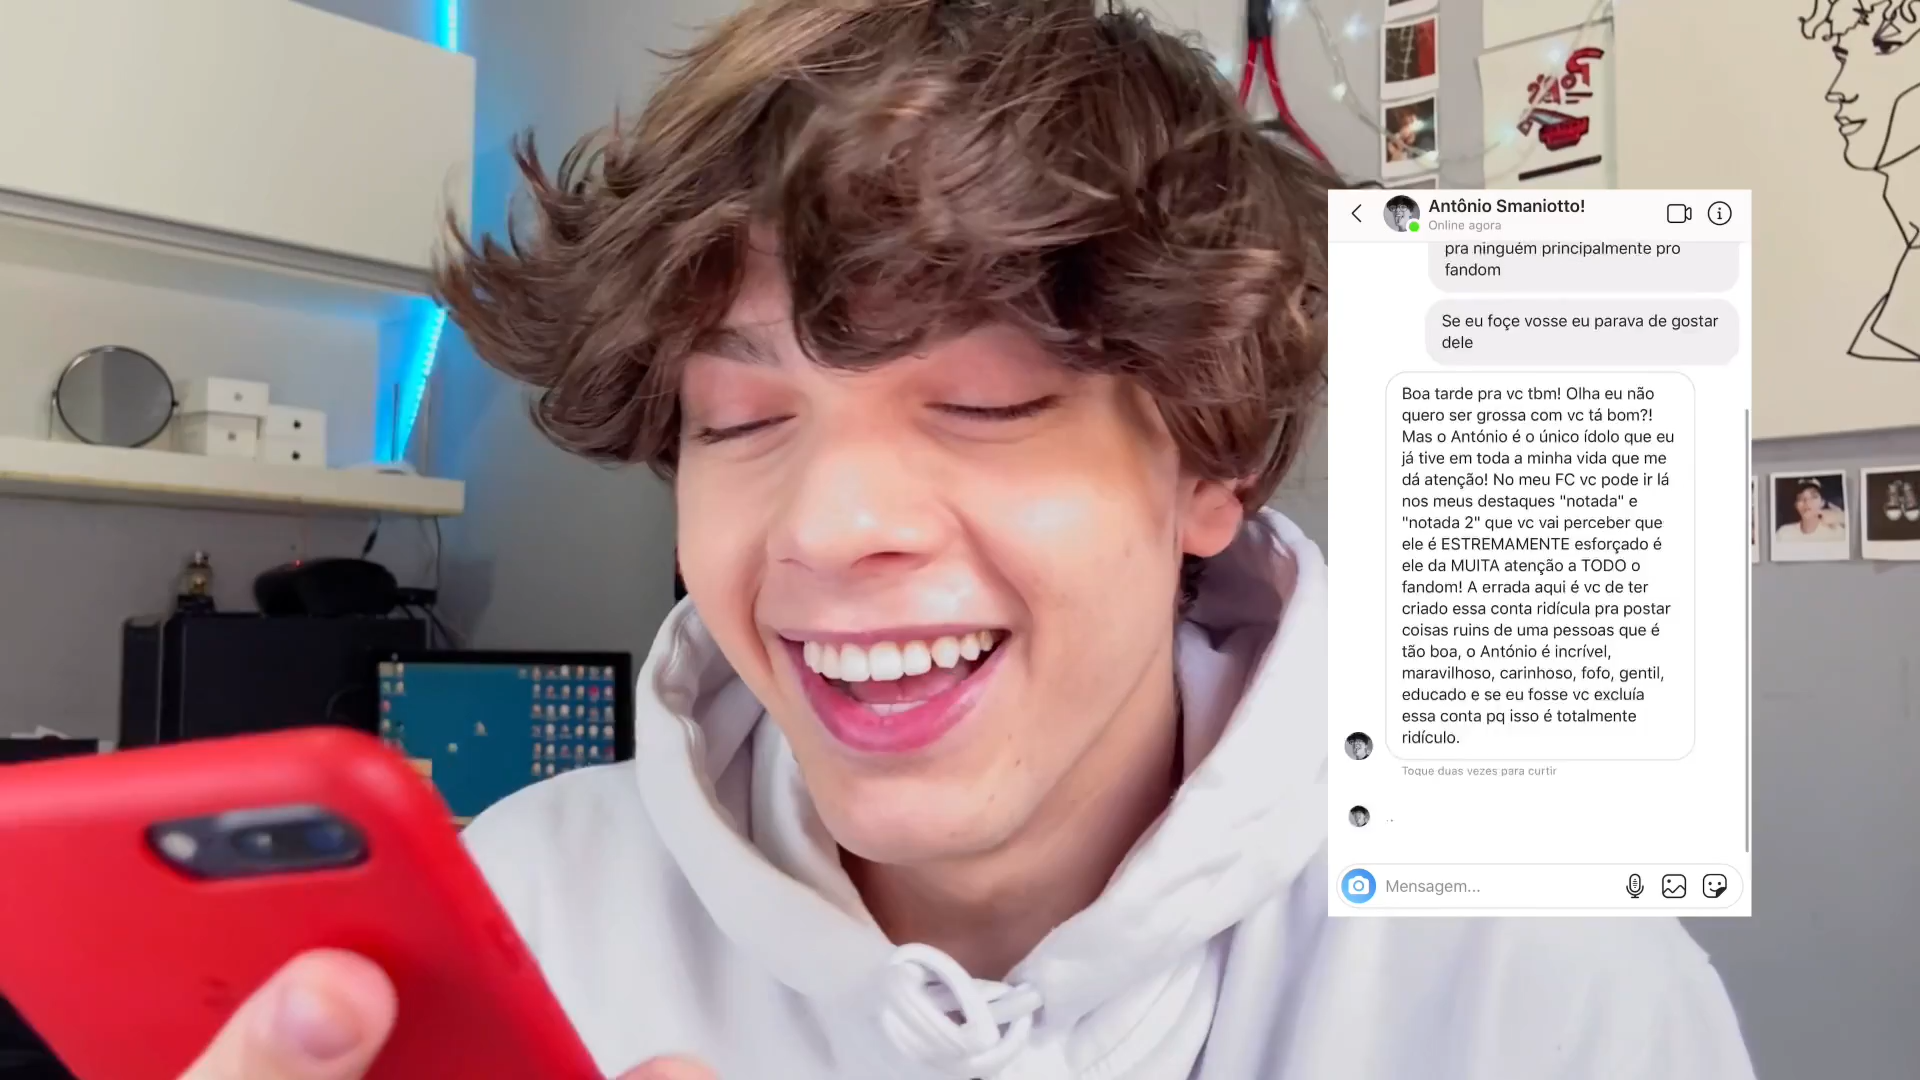 Antônio Smaniotto!
Online agora
pra ninguém principalmente pro
fandom
Se eu foçe vosse eu parava de gostar
dele
Boa tarde pra vc tbm! Olha eu não
quero ser grossa com vc tá bom?!
Mas o António é o único ídolo que eu
já tive em toda a minha vida que me
dá atenção! No meu FC vc pode ir lá
nos meus destaques "notada" e
"notada 2" que vc vai perceber que
ele é ESTREMAMENTE esforçado é
ele da MUITA atenção a TODO o
fandom! A errada aqui é vc de ter
criado essa conta ridícula pra postar
coisas ruins de uma pessoas que é
tão boa, o António é incrível,
maravilhoso, carinhoso, fofo, gentil,
educado e se eu fosse vc excluía
essa conta pq isso é totalmente
ridículo.
Toque duas vezes para curtir
Mensagem...